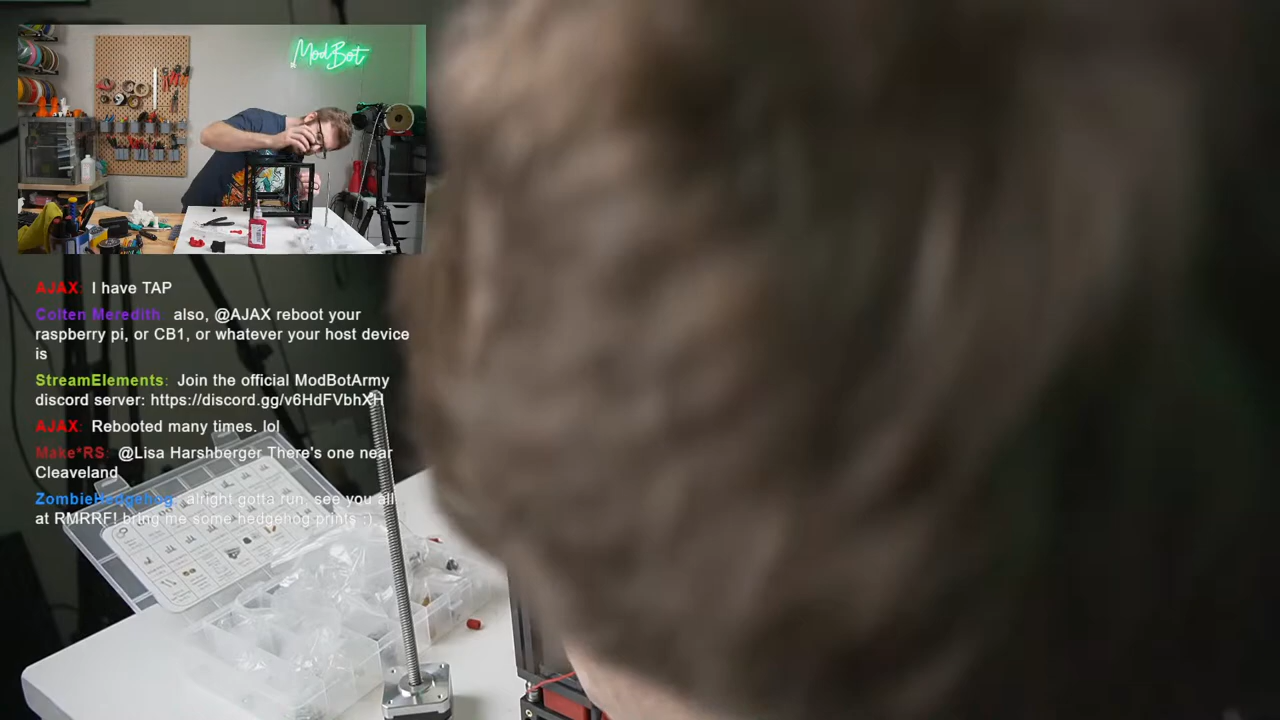 ModBot
AJAX: I have TAP
Colten Meredith also, @AJAX reboot your
raspberry pi, or CB1, or whatever your host device
is
StreamElements: Join the official ModBotArmy
discord server: https://discord.gg/v6HdFVbhXH
AJAX: Rebooted many times. lol
Make*RS: @Lisa Harshberger There's one near
Cleaveland
ZombieHedgehog: alright gotta run. see you all
at RMRRF! bring me some hedgehog prints :)